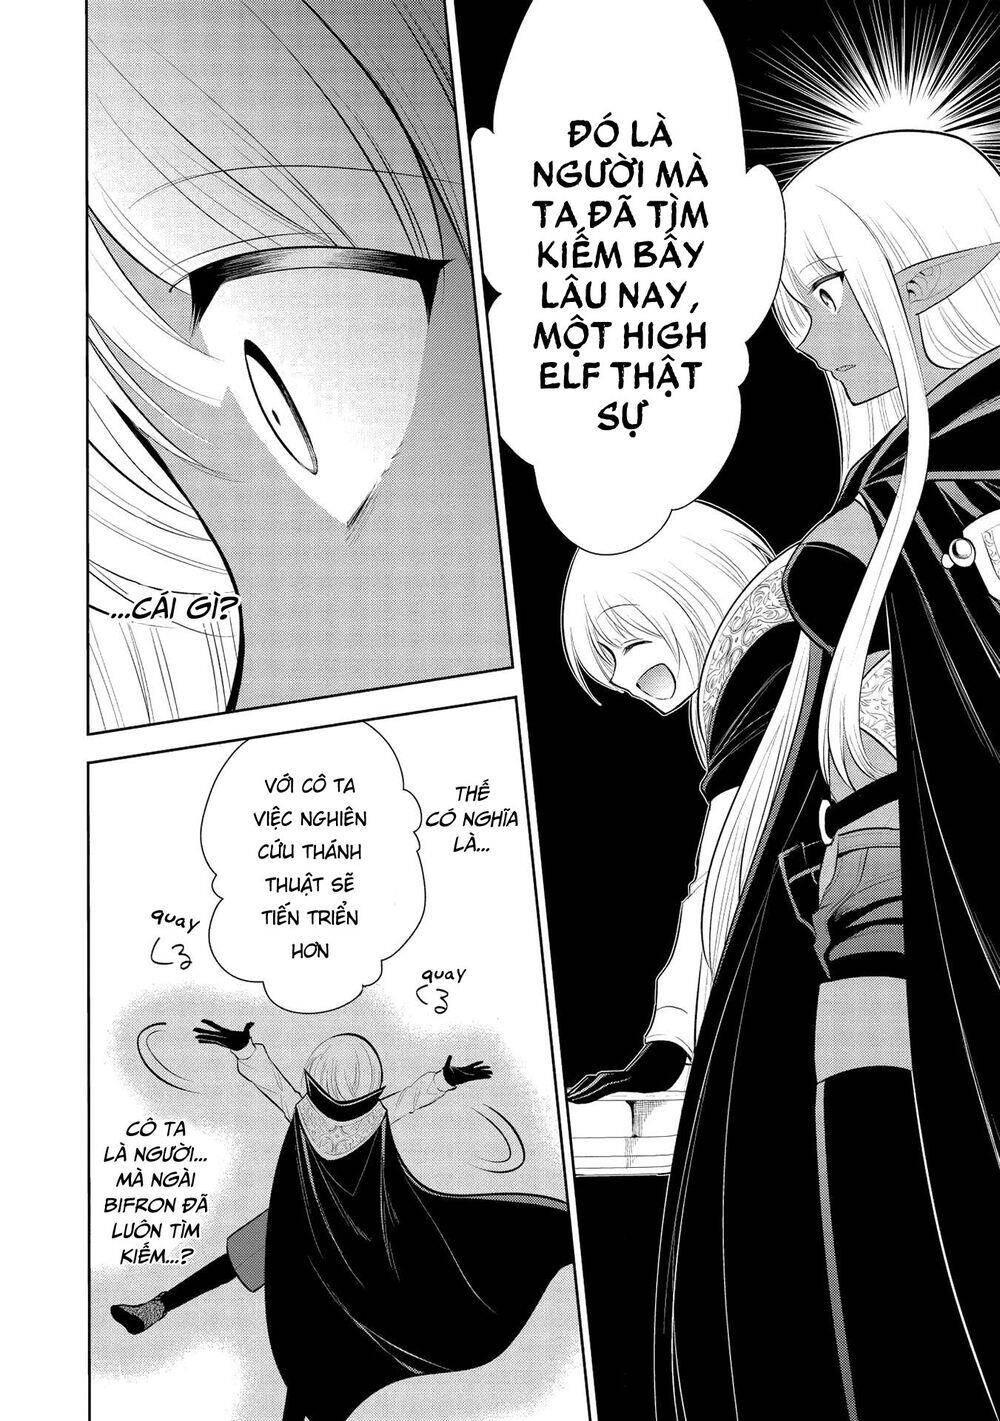 ĐÓ LÀ
NGƯỜI MÀ
TA ĐÃ TÌM
KIẾM BẤY
LÂU NAY,
MỘT HIGH
ELF THẬT
SỰ
...CÁI GÌ?
THẾ
CÓ NGHĨA
LÀ...
VỚI CÔ TA
VIỆC NGHIÊN
CỨU THÁNH
THUẬT SẼ
TIẾN TRIỂN
HƠN
quay
quay
CÔ TA
LÀ NGƯỜI...
MÀ NGÀI
BIFRON ĐÃ
LUÔN TÌM
KIẾM...?